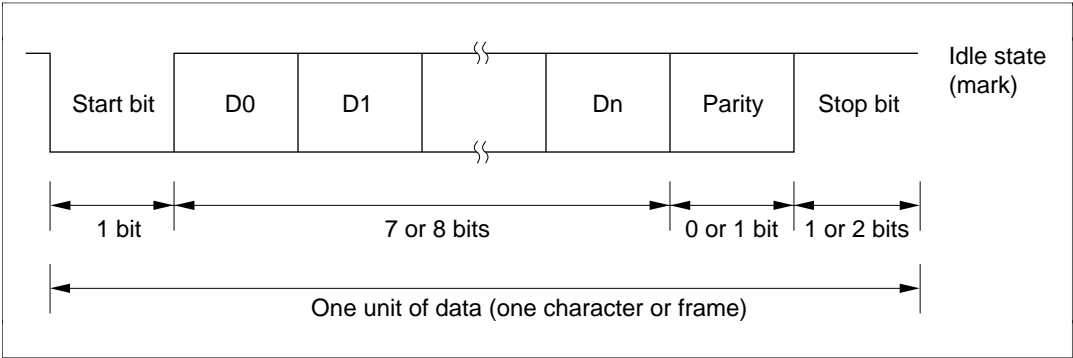 Idle state
(mark)
Start bit
D0
D1
Dn
Parity
Stop bit
1 bit
7 or 8 bits
0 or 1 bit
1 or 2 bits
One unit of data (one character or frame)